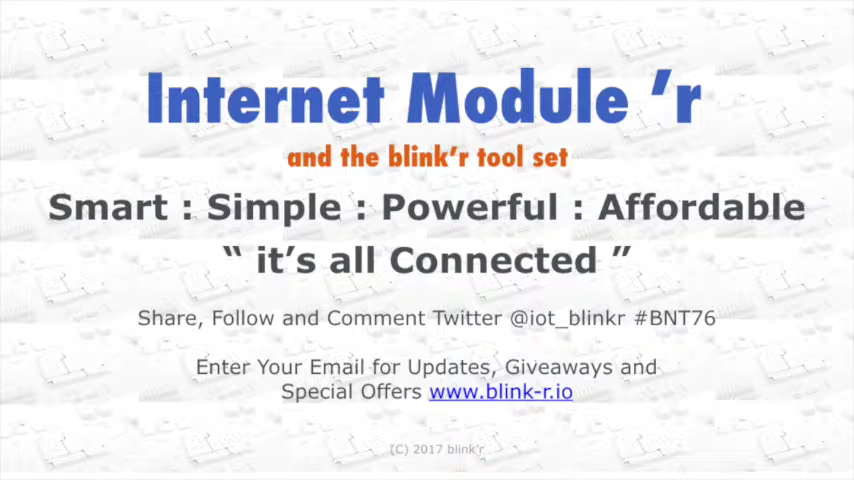 Internet Module ’r
and the blink’r tool set
Smart : Simple : Powerful : Affordable
“ it’s all Connected ”
Share, Follow and Comment Twitter @iot_blinkr #BNT76
Enter Your Email for Updates, Giveaways and
Special Offers www.blink-r.io
(C) 2017 blink’r